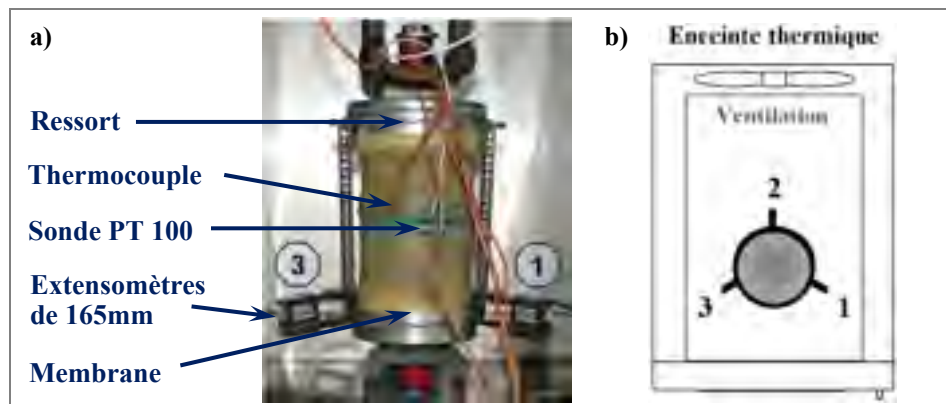 a)
Ressort
Thermocouple
Sonde PT 100
3
1
Extensomètres
de 165mm
Membrane
b)
Enceinte thermique
Ventilation
2
3
1